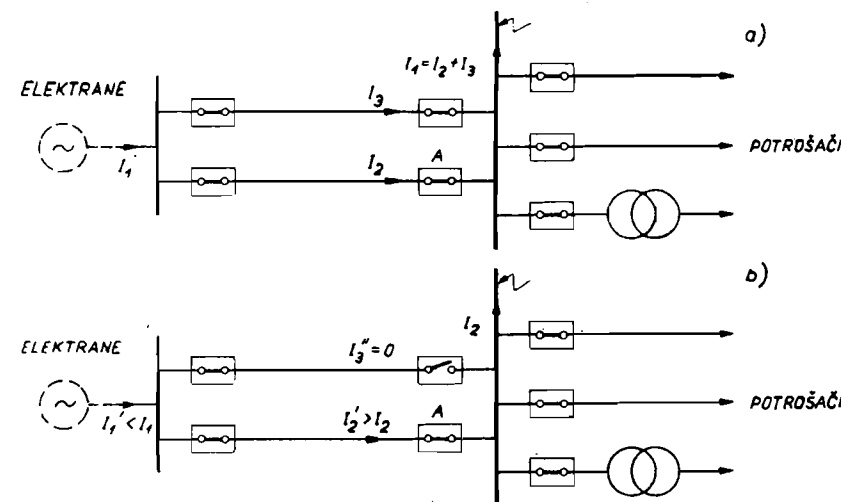 a)
I₁ = I₂ + I₃
ELEKTRANE
I₃
I₁
I₂
A
POTROŠAČI
b)
I₂
ELEKTRANE
I₃'' = 0
I₁' < I₁
I₂' > I₂
A
POTROŠAČI